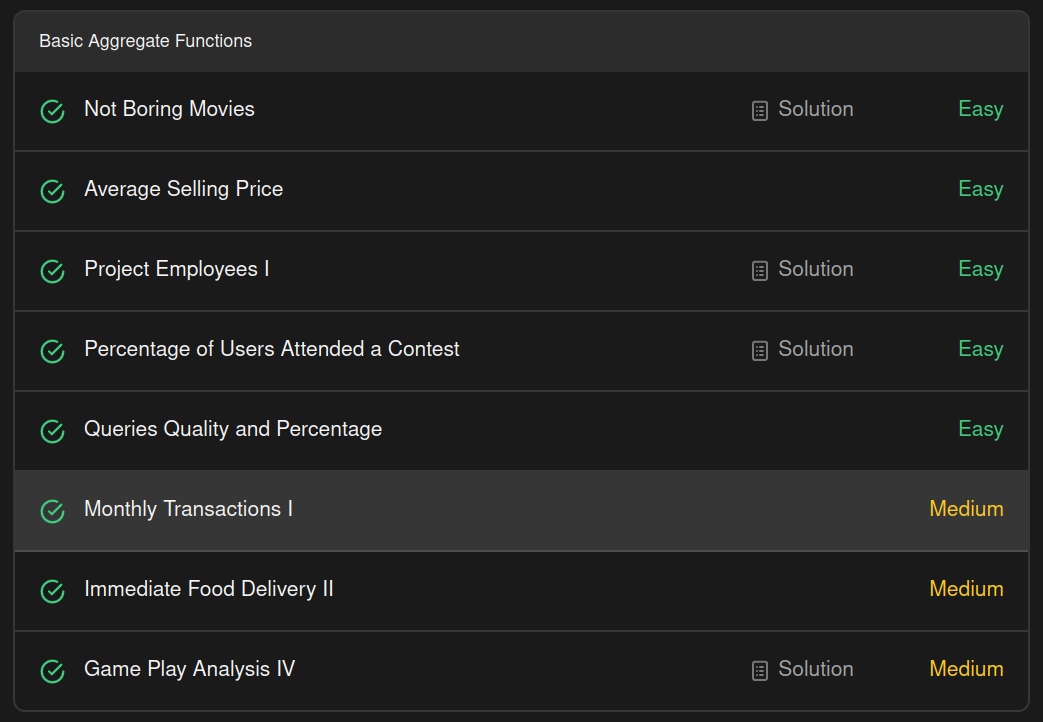 Basic Aggregate Functions
Not Boring Movies Solution Easy
Average Selling Price Easy
Project Employees I Solution Easy
Percentage of Users Attended a Contest Solution Easy
Queries Quality and Percentage Easy
Monthly Transactions I Medium
Immediate Food Delivery II Medium
Game Play Analysis IV Solution Medium